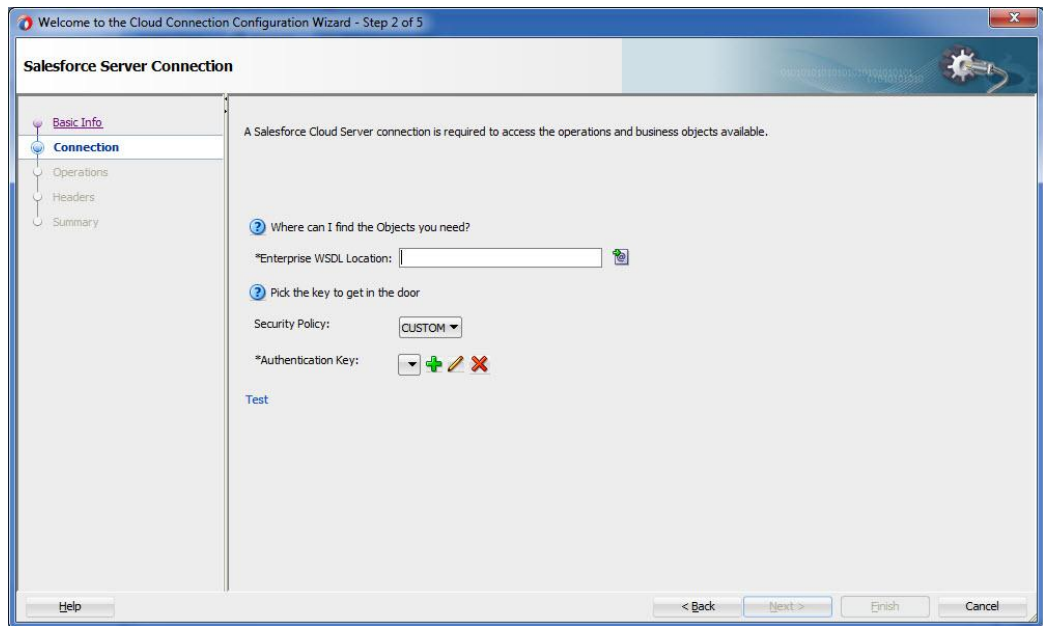 Welcome to the Cloud Connection Configuration Wizard - Step 2 of 5
Salesforce Server Connection
Basic Info
Connection
Operations
Headers
Summary
A Salesforce Cloud Server connection is required to access the operations and business objects available.
Where can I find the Objects you need?
*Enterprise WSDL Location:
Pick the key to get in the door
Security Policy: CUSTOM
*Authentication Key:
Test
Help < Back Next > Finish Cancel